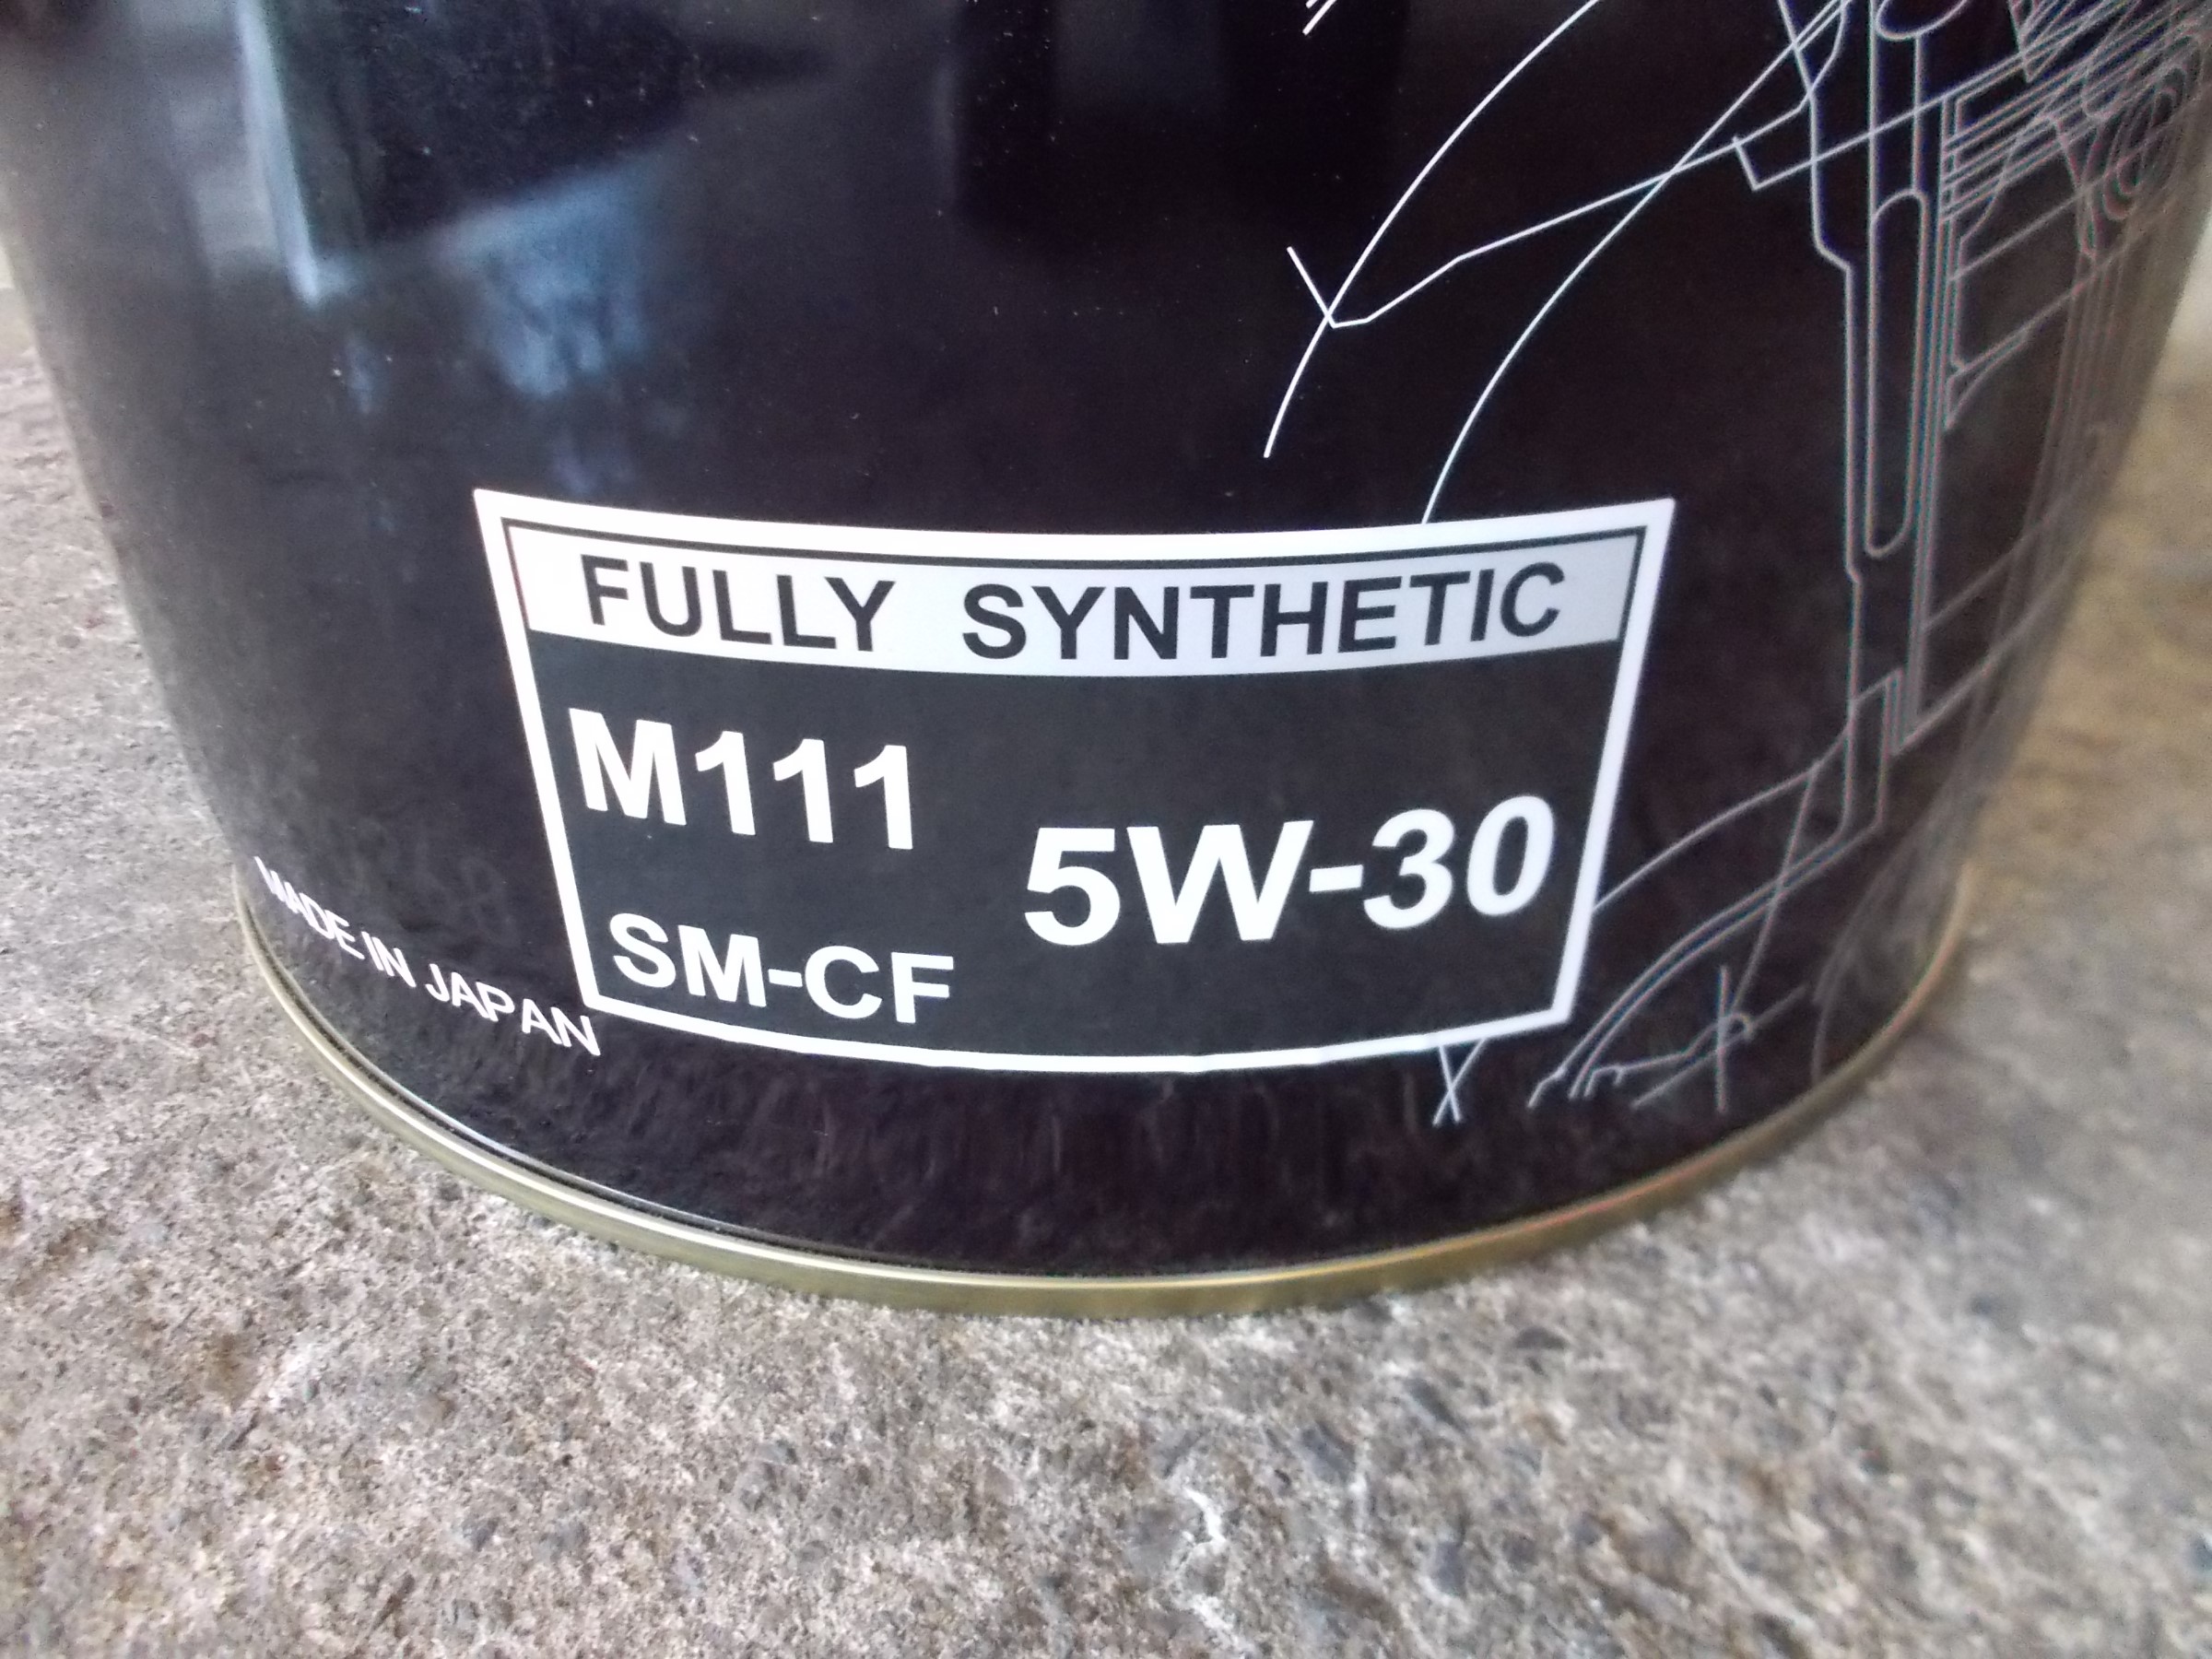 FULLY SYNTHETIC
M111
5W-30
SM-CF
MADE IN JAPAN